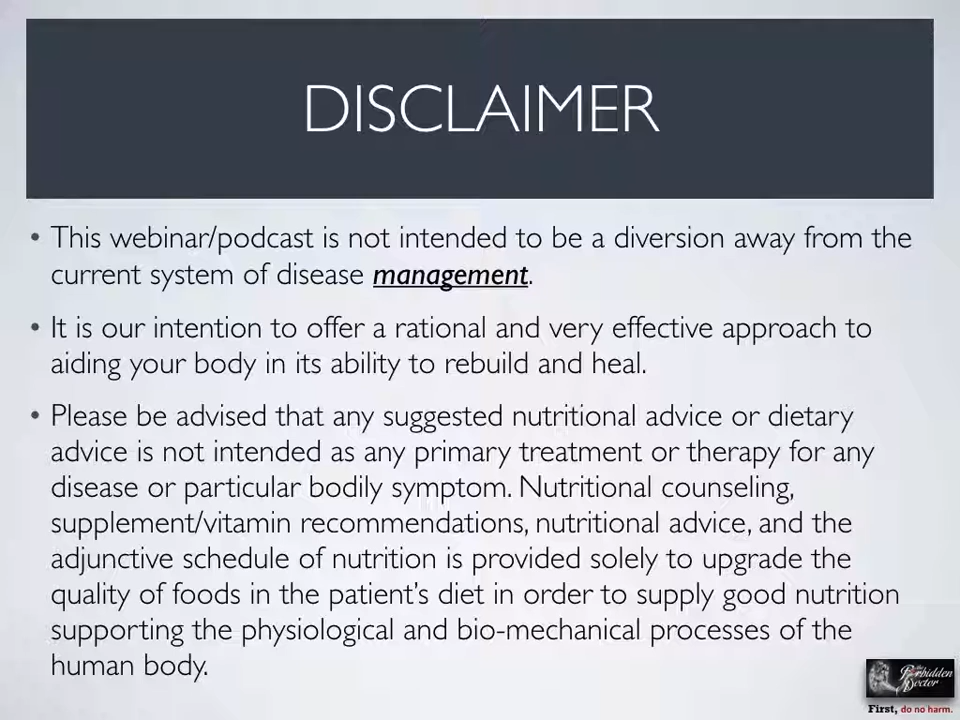 DISCLAIMER
• This webinar/podcast is not intended to be a diversion away from the
current system of disease management.
• It is our intention to offer a rational and very effective approach to
aiding your body in its ability to rebuild and heal.
• Please be advised that any suggested nutritional advice or dietary
advice is not intended as any primary treatment or therapy for any
disease or particular bodily symptom. Nutritional counseling,
supplement/vitamin recommendations, nutritional advice, and the
adjunctive schedule of nutrition is provided solely to upgrade the
quality of foods in the patient's diet in order to supply good nutrition
supporting the physiological and bio-mechanical processes of the
human body.
the
Forbidden
Doctor
First, do no harm.